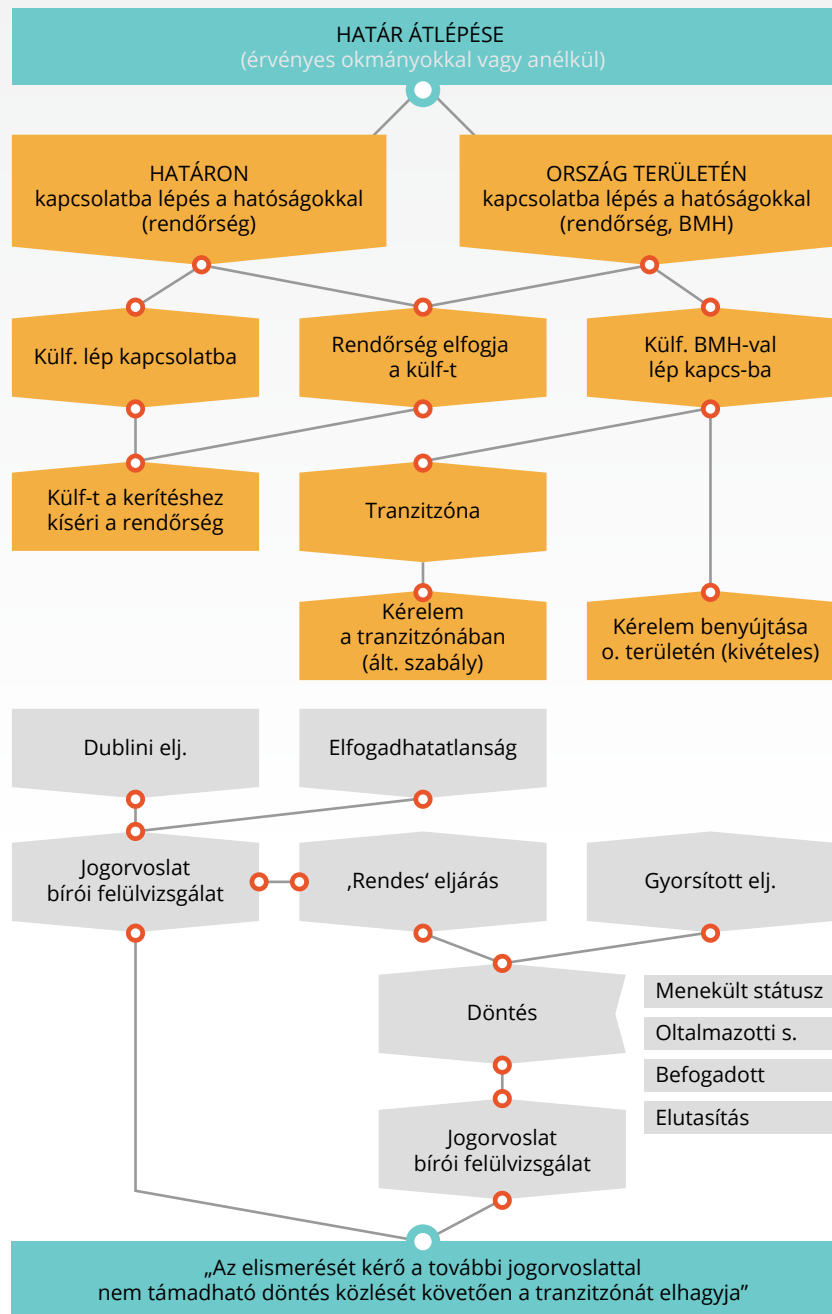 HATÁR ÁTLÉPÉSE
(érvényes okmányokkal vagy anélkül)
HATÁRON
kapcsolatba lépés a hatóságokkal
(rendőrség)
ORSZÁG TERÜLETÉN
kapcsolatba lépés a hatóságokkal
(rendőrség, BMH)
Külf. lép kapcsolatba
Rendőrség elfogja
a külf-t
Külf. BMH-val
lép kapcs-ba
Külf-t a kerítéshez
kíséri a rendőrség
Tranzitzóna
Kérelem
a tranzitzónában
(ált. szabály)
Kérelem benyújtása
o. területén (kivételes)
Dublini elj.
Elfogadhatatlanság
Jogorvoslat
bírói felülvizsgálat
‚Rendes‘ eljárás
Gyorsított elj.
Döntés
Menekült státusz
Oltalmazotti s.
Befogadott
Elutasítás
Jogorvoslat
bírói felülvizsgálat
„Az elismerését kérő a további jogorvoslattal
nem támadható döntés közlését követően a tranzitzónát elhagyja”